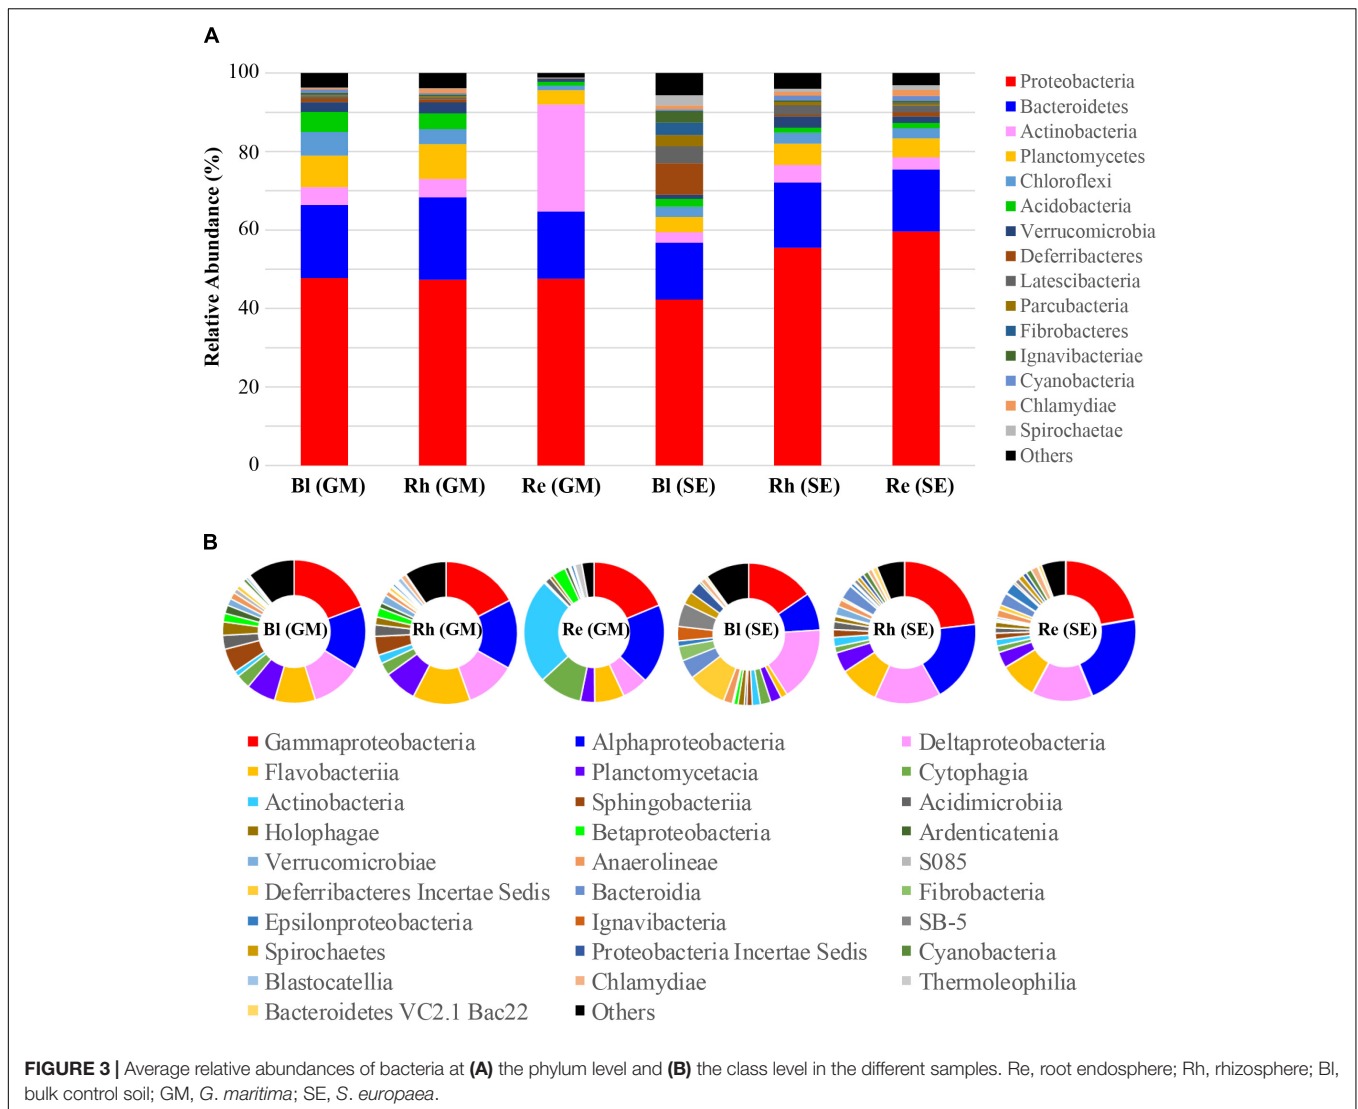 A
100
80
60
40
20
0
Relative Abundance (%)
Bl (GM)
Rh (GM)
Re (GM)
Bl (SE)
Rh (SE)
Re (SE)
Proteobacteria
Bacteroidetes
Actinobacteria
Planctomycetes
Chloroflexi
Acidobacteria
Verrucomicrobia
Deferribacteres
Latescibacteria
Parcubacteria
Fibrobacteres
Ignavibacteriae
Cyanobacteria
Chlamydiae
Spirochaetae
Others
B
Bl (GM)
Rh (GM)
Re (GM)
Bl (SE)
Rh (SE)
Re (SE)
Gammaproteobacteria
Alphaproteobacteria
Deltaproteobacteria
Flavobacteriia
Planctomycetacia
Cytophagia
Actinobacteria
Sphingobacteriia
Acidimicrobiia
Holophagae
Betaproteobacteria
Ardenticatenia
Verrucomicrobiae
Anaerolineae
S085
Deferribacteres Incertae Sedis
Bacteroidia
Fibrobacteria
Epsilonproteobacteria
Ignavibacteria
SB-5
Spirochaetes
Proteobacteria Incertae Sedis
Cyanobacteria
Blastocatellia
Chlamydiae
Thermoleophilia
Bacteroidetes VC2.1 Bac22
Others
FIGURE 3 | Average relative abundances of bacteria at (A) the phylum level and (B) the class level in the different samples. Re, root endosphere; Rh, rhizosphere; Bl,
bulk control soil; GM, G. maritima; SE, S. europaea.